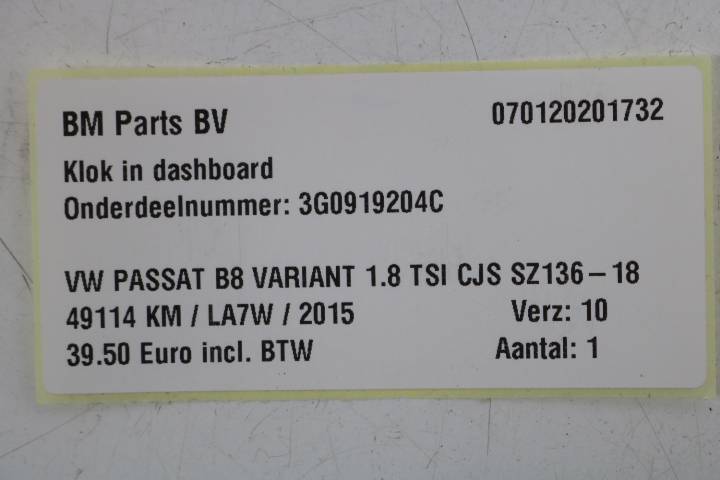 BM Parts BV 070120201732
Klok in dashboard
Onderdeelnummer: 3G0919204C
VW PASSAT B8 VARIANT 1.8 TSI CJS SZ136-18
49114 KM / LA7W / 2015 Verz: 10
39.50 Euro incl. BTW Aantal: 1